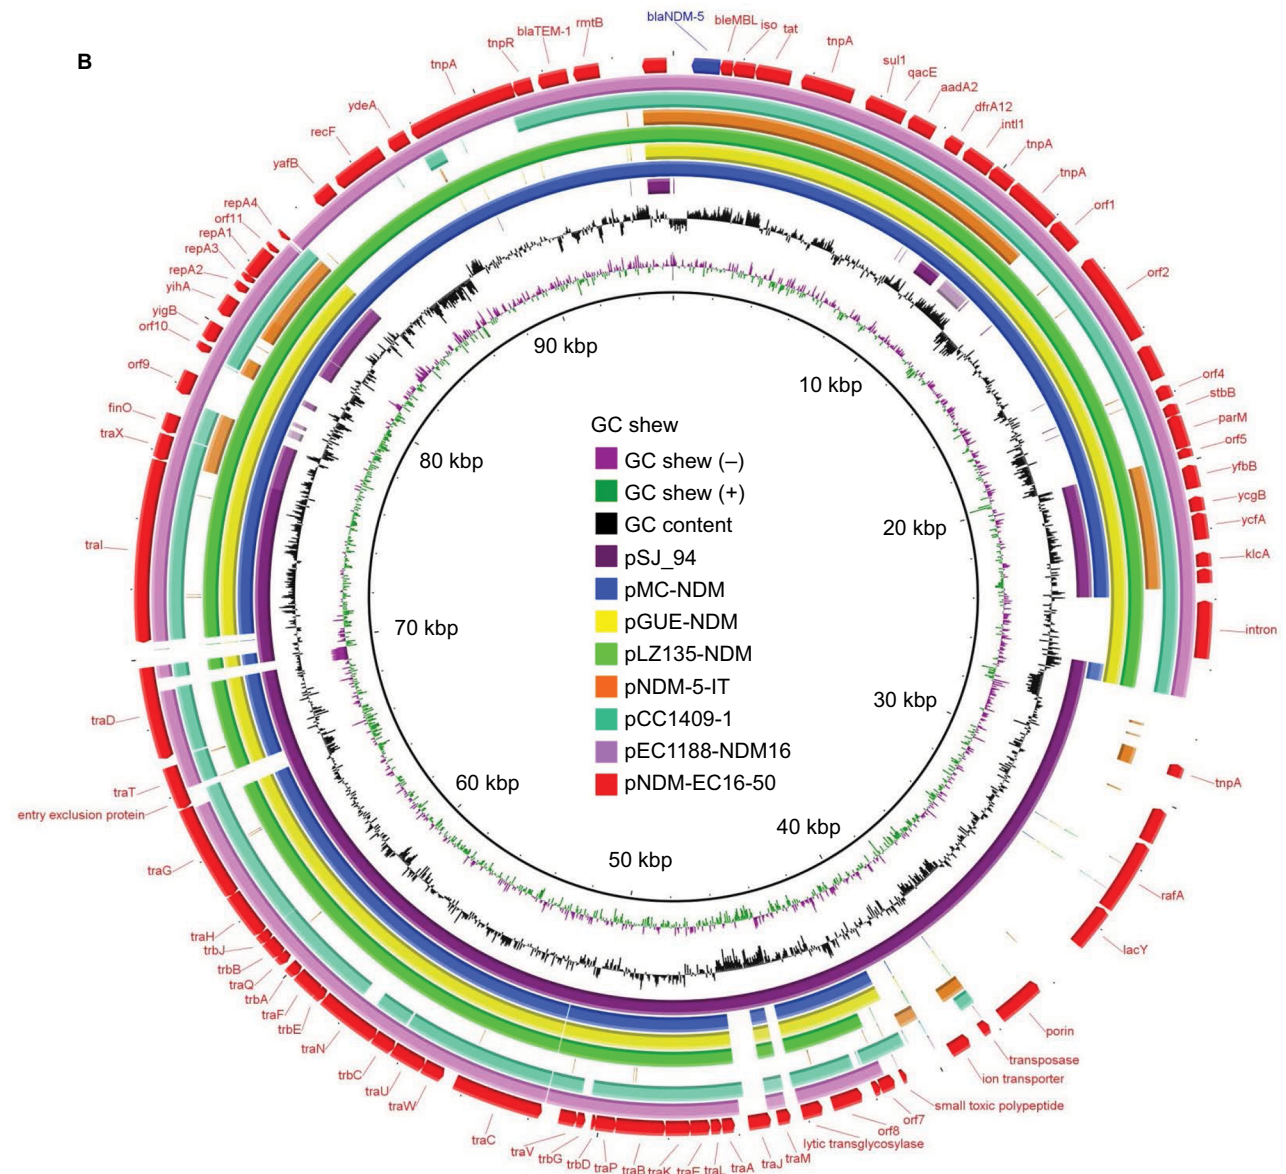 B
blaNDM-5
bleMBL
iso
tat
tnpA
sul1
qacE
aadA2
dfrA12
intI1
tnpA
tnpA
orf1
orf2
orf4
stbB
parM
orf5
yfbB
ycgB
ycfA
klcA
intron
tnpA
rafA
lacY
porin
transposase
ion transporter
small toxic polypeptide
orf7
orf8
lytic transglycosylase
traM
traJ
traA
traL
traE
traK
traB
traP
trbD
trbG
traV
traC
traW
traU
trbC
traN
trbE
traF
trbA
traQ
trbB
trbJ
traH
traG
entry exclusion protein
traT
traD
traI
traX
finO
orf9
orf10
yigB
yihA
repA2
repA3
repA1
orf11
repA4
yafB
recF
ydeA
tnpA
tnpR
blaTEM-1
rmtB
10 kbp
20 kbp
30 kbp
40 kbp
50 kbp
60 kbp
70 kbp
80 kbp
90 kbp
GC shew
GC shew (–)
GC shew (+)
GC content
pSJ_94
pMC-NDM
pGUE-NDM
pLZ135-NDM
pNDM-5-IT
pCC1409-1
pEC1188-NDM16
pNDM-EC16-50